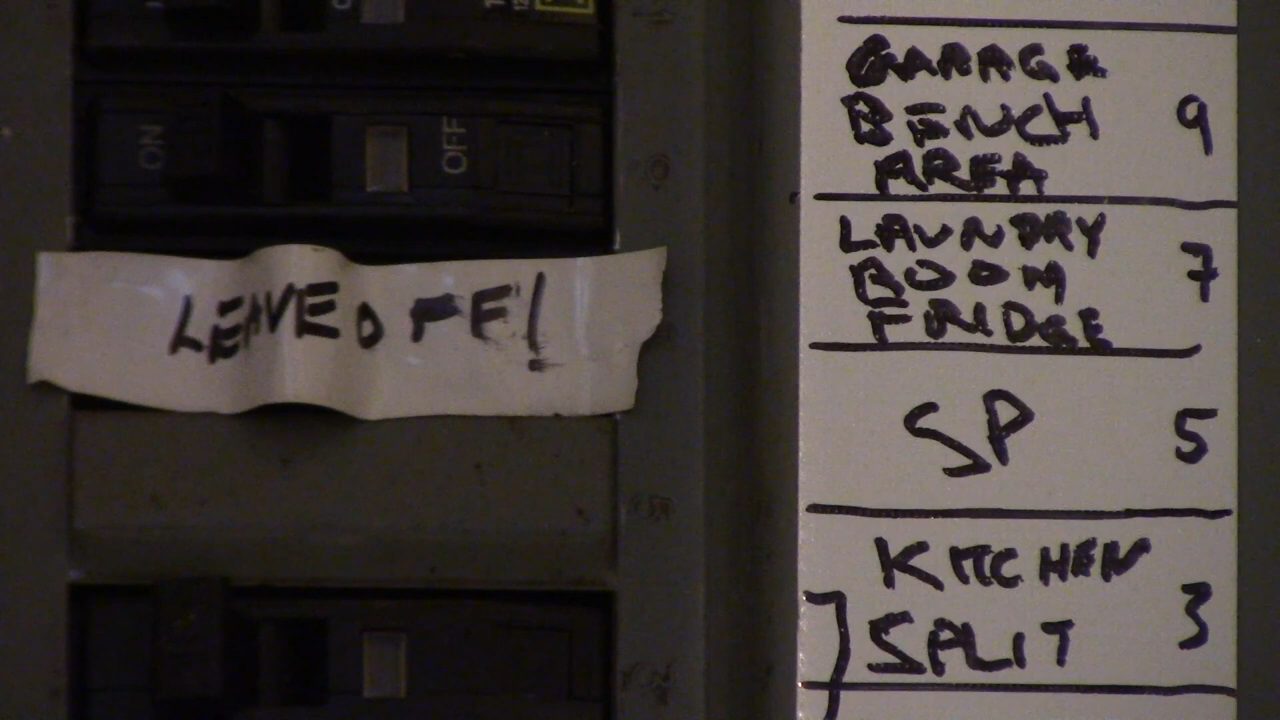 ON OFF
LEAVE OFF!
GARAGE
BENCH 9
AREA
LAUNDRY
ROOM 7
FRIDGE
SP 5
KITCHEN
SPLIT 3